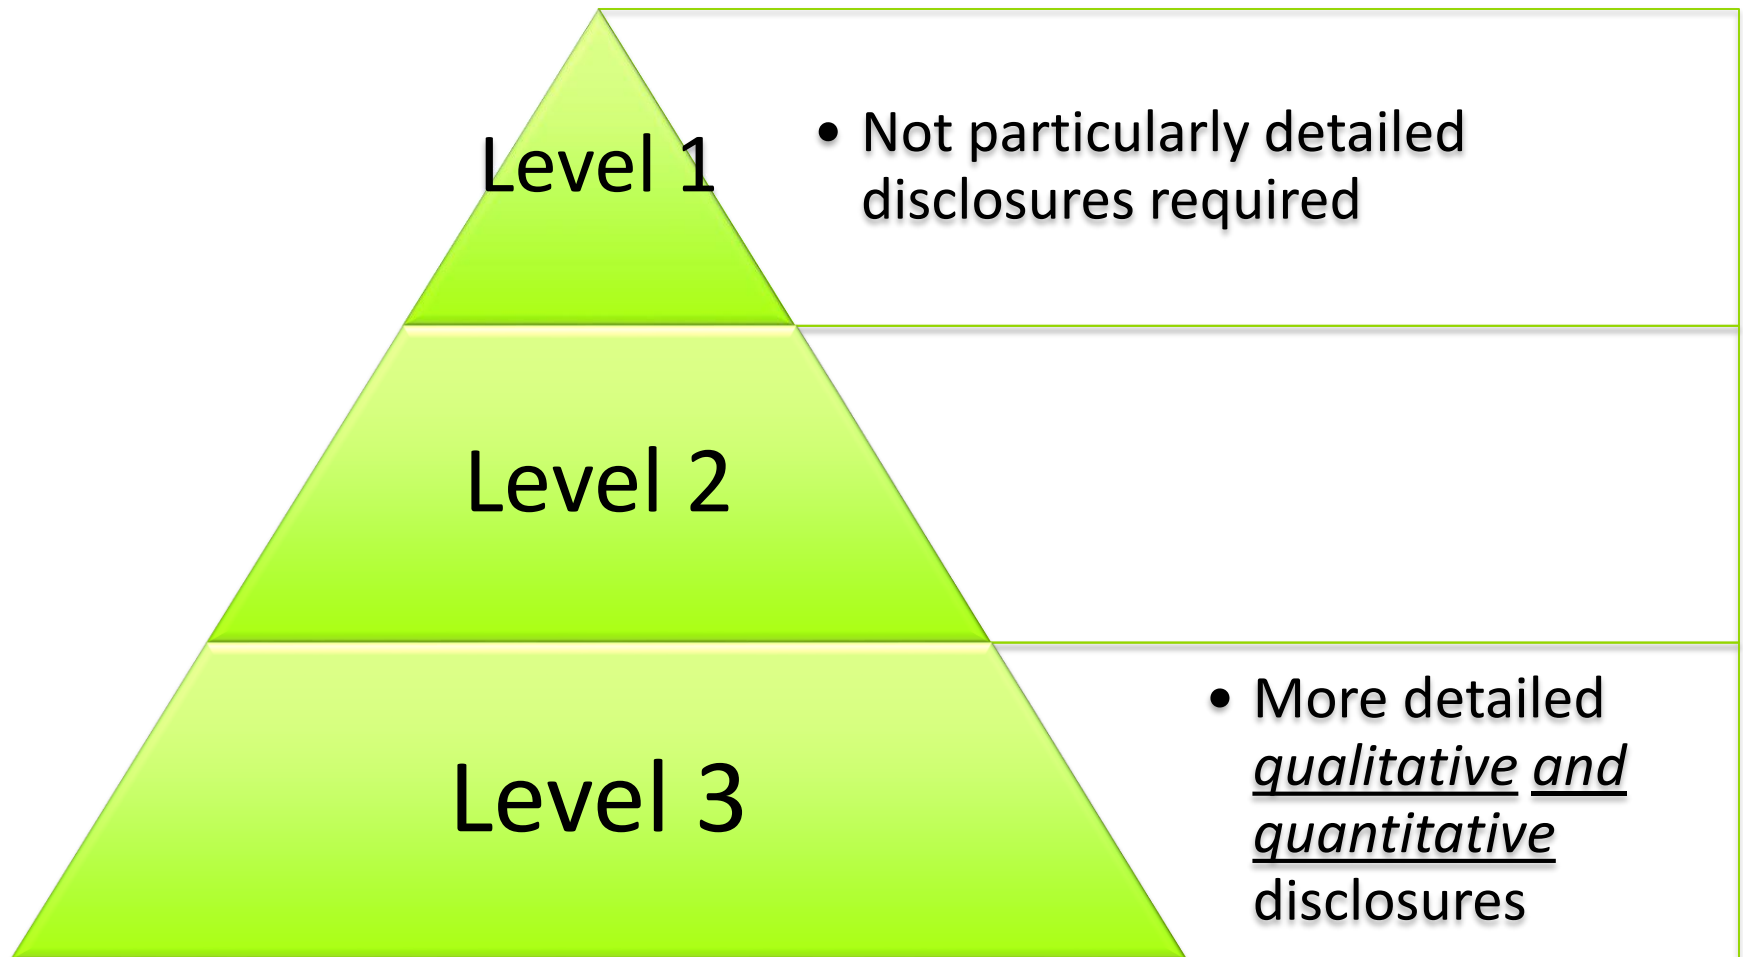 Level 1
• Not particularly detailed
disclosures required
Level 2
Level 3
• More detailed
qualitative and
quantitative
disclosures